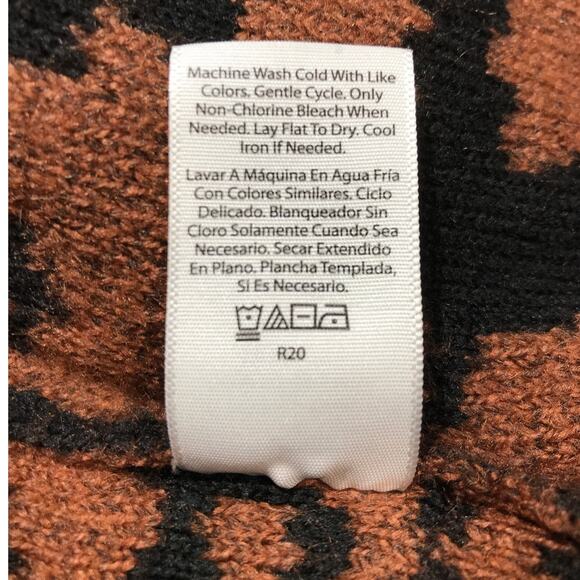 Machine Wash Cold With Like
Colors. Gentle Cycle. Only
Non-Chlorine Bleach When
Needed. Lay Flat To Dry. Cool
Iron If Needed.
Lavar A Máquina En Agua Fría
Con Colores Similares. Ciclo
Delicado. Blanqueador Sin
Cloro Solamente Cuando Sea
Necesario. Secar Extendido
En Plano. Plancha Templada,
Si Es Necesario.
R20